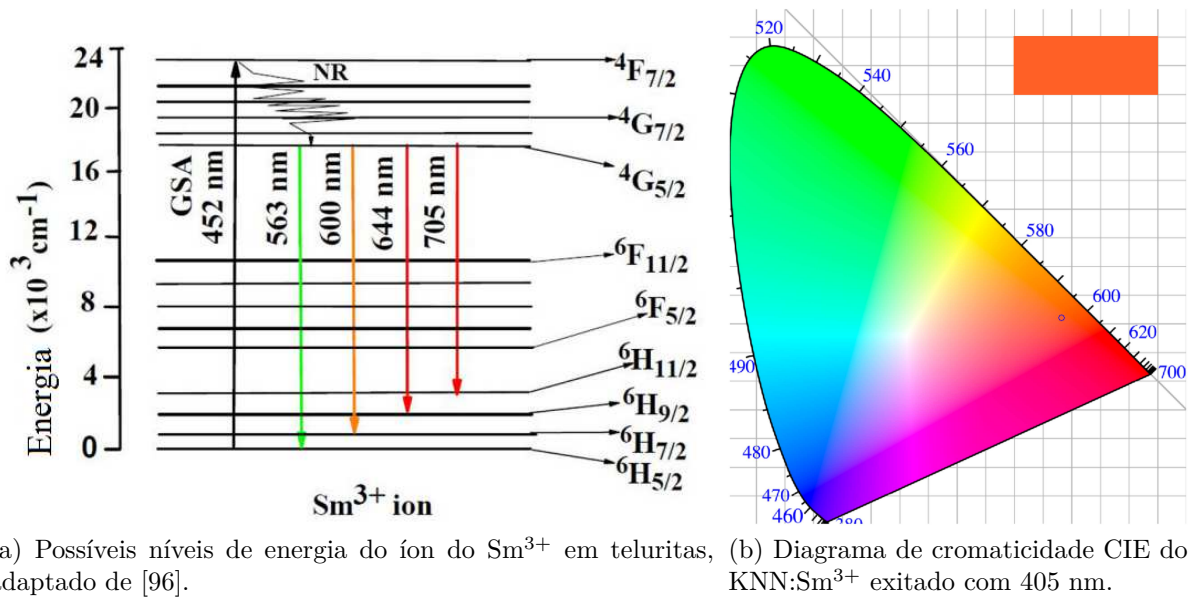 24
20
16
12
8
4
0
Energia (x10 ³cm⁻¹)
NR
GSA
452 nm
563 nm
600 nm
644 nm
705 nm
⁴F₇/₂
⁴G₇/₂
⁴G₅/₂
⁶F₁₁/₂
⁶F₅/₂
⁶H₁₁/₂
⁶H₉/₂
⁶H₇/₂
⁶H₅/₂
Sm³⁺ ion
520
540
560
580
600
620
700
490
480
470
460
380
a) Possíveis níveis de energia do íon do Sm³⁺ em teluritas,
adaptado de [96].
(b) Diagrama de cromaticidade CIE do
KNN:Sm³⁺ exitado com 405 nm.